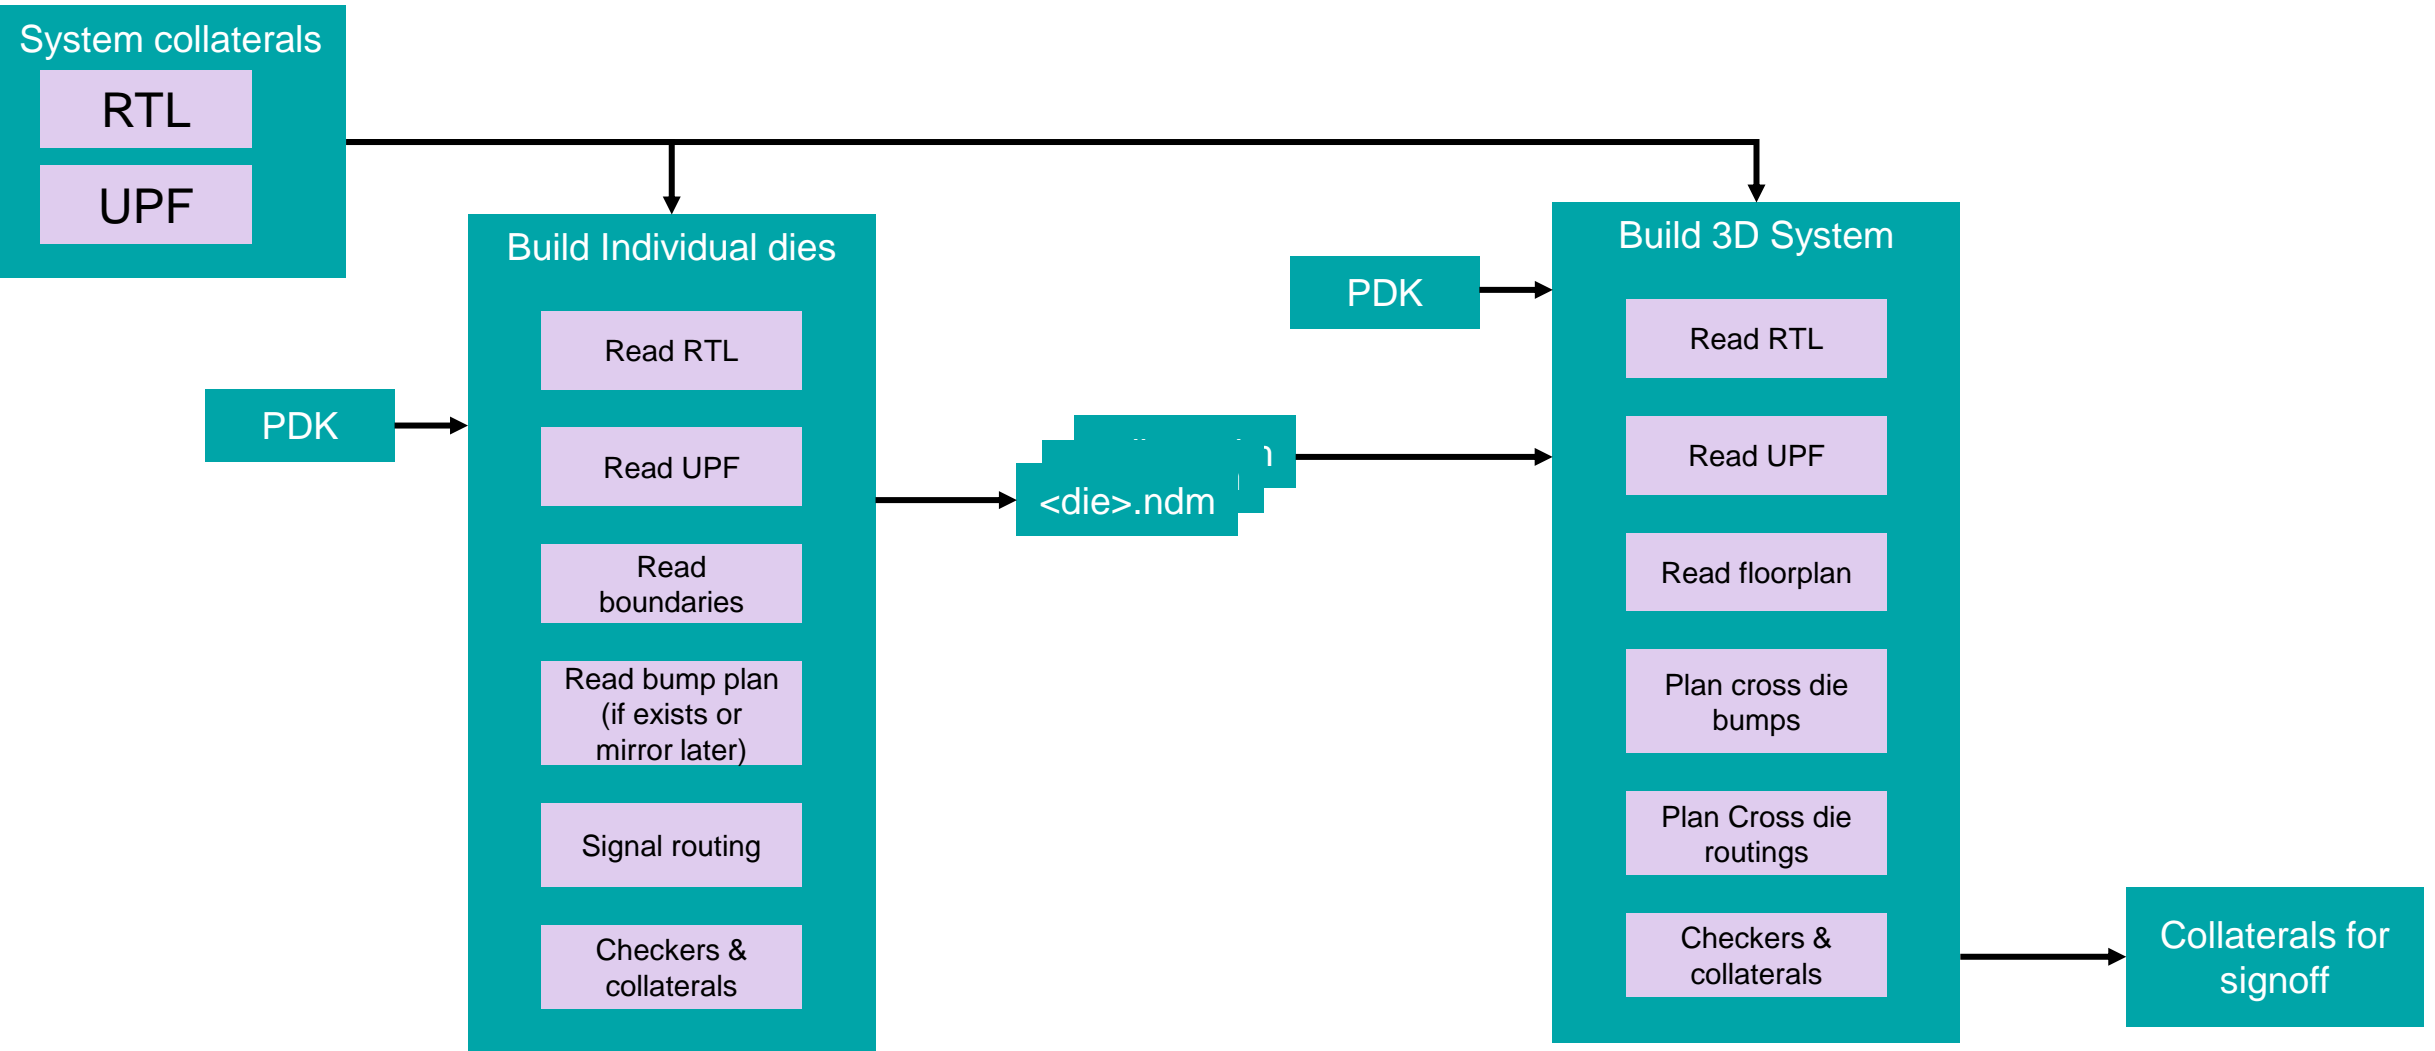 System collaterals
RTL
UPF
Build Individual dies
Read RTL
Read UPF
Read
boundaries
Read bump plan
(if exists or
mirror later)
Signal routing
Checkers &
collaterals
PDK
<die>.ndm
PDK
Build 3D System
Read RTL
Read UPF
Read floorplan
Plan cross die
bumps
Plan Cross die
routings
Checkers &
collaterals
Collaterals for
signoff